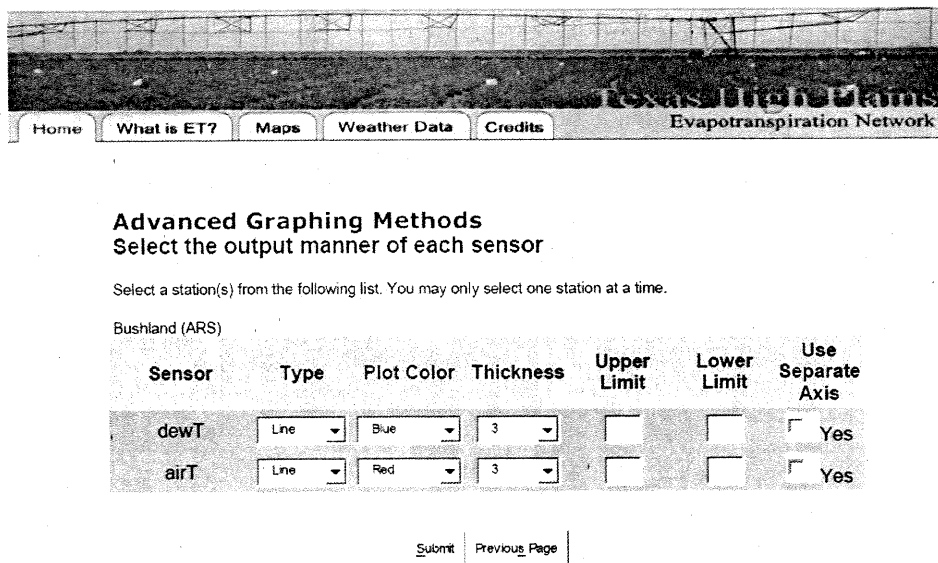 Texas High Plains
Evapotranspiration Network
Home What is ET? Maps Weather Data Credits
Advanced Graphing Methods
Select the output manner of each sensor
Select a station(s) from the following list. You may only select one station at a time.
Bushland (ARS)
Sensor Type Plot Color Thickness Upper Limit Lower Limit Use Separate Axis
dewT Line Blue 3 Yes
airT Line Red 3 Yes
Submit Previous Page